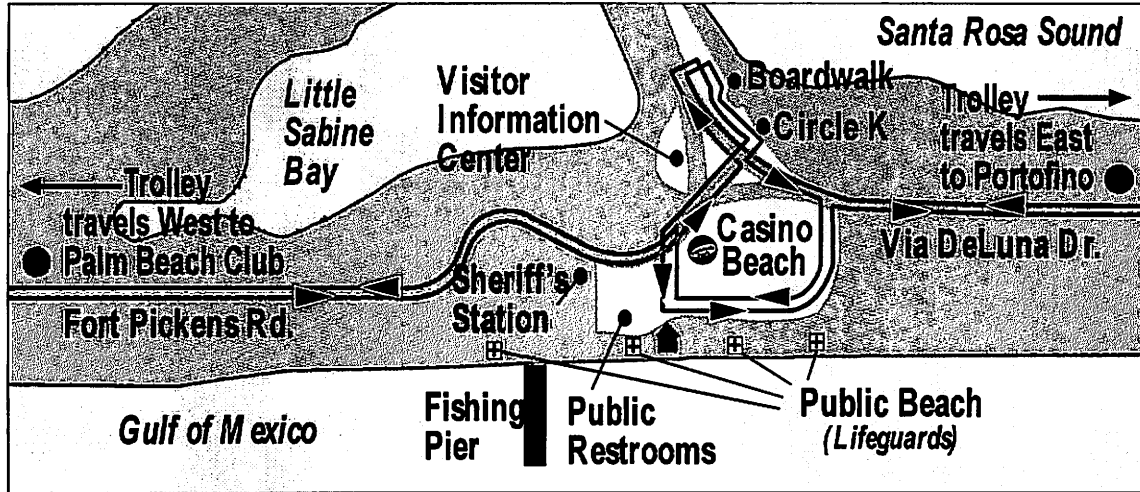 Santa Rosa Sound
Little
Sabine
Bay
Visitor
Information
Center
Boardwalk
Circle K
Trolley
travels East
to Portofino
Trolley
travels West to
Palm Beach Club
Casino
Beach
Via DeLuna Dr.
Sheriff's
Station
Fort Pickens Rd.
Gulf of Mexico
Fishing
Pier
Public
Restrooms
Public Beach
(Lifeguards)